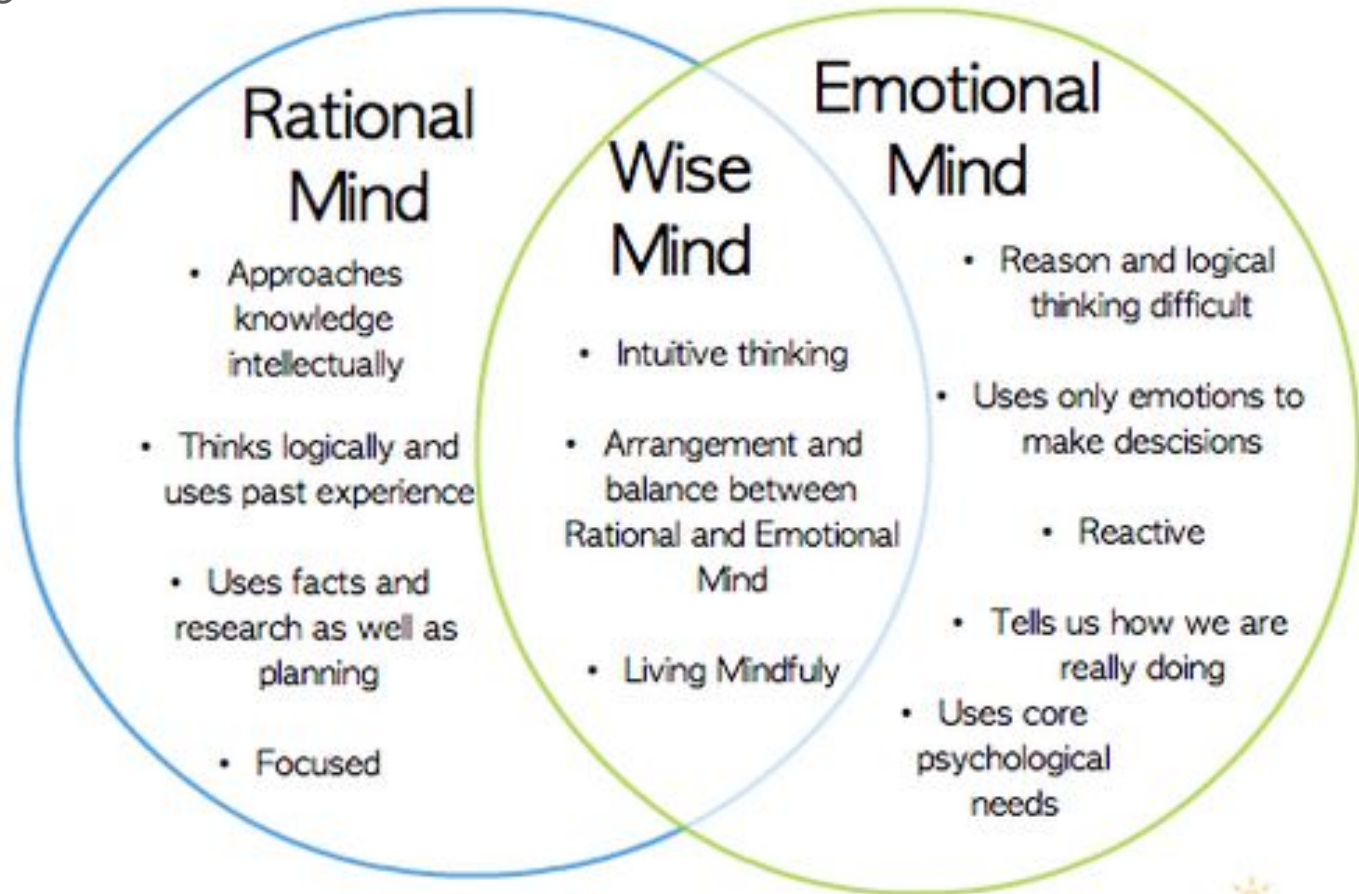 Rational
Mind
• Approaches
knowledge
intellectually
• Thinks logically and
uses past experience
• Uses facts and
research as well as
planning
• Focused
Wise
Mind
• Intuitive thinking
• Arrangement and
balance between
Rational and Emotional
Mind
• Living Mindfuly
Emotional
Mind
• Reason and logical
thinking difficult
• Uses only emotions to
make descisions
• Reactive
• Tells us how we are
really doing
• Uses core
psychological
needs